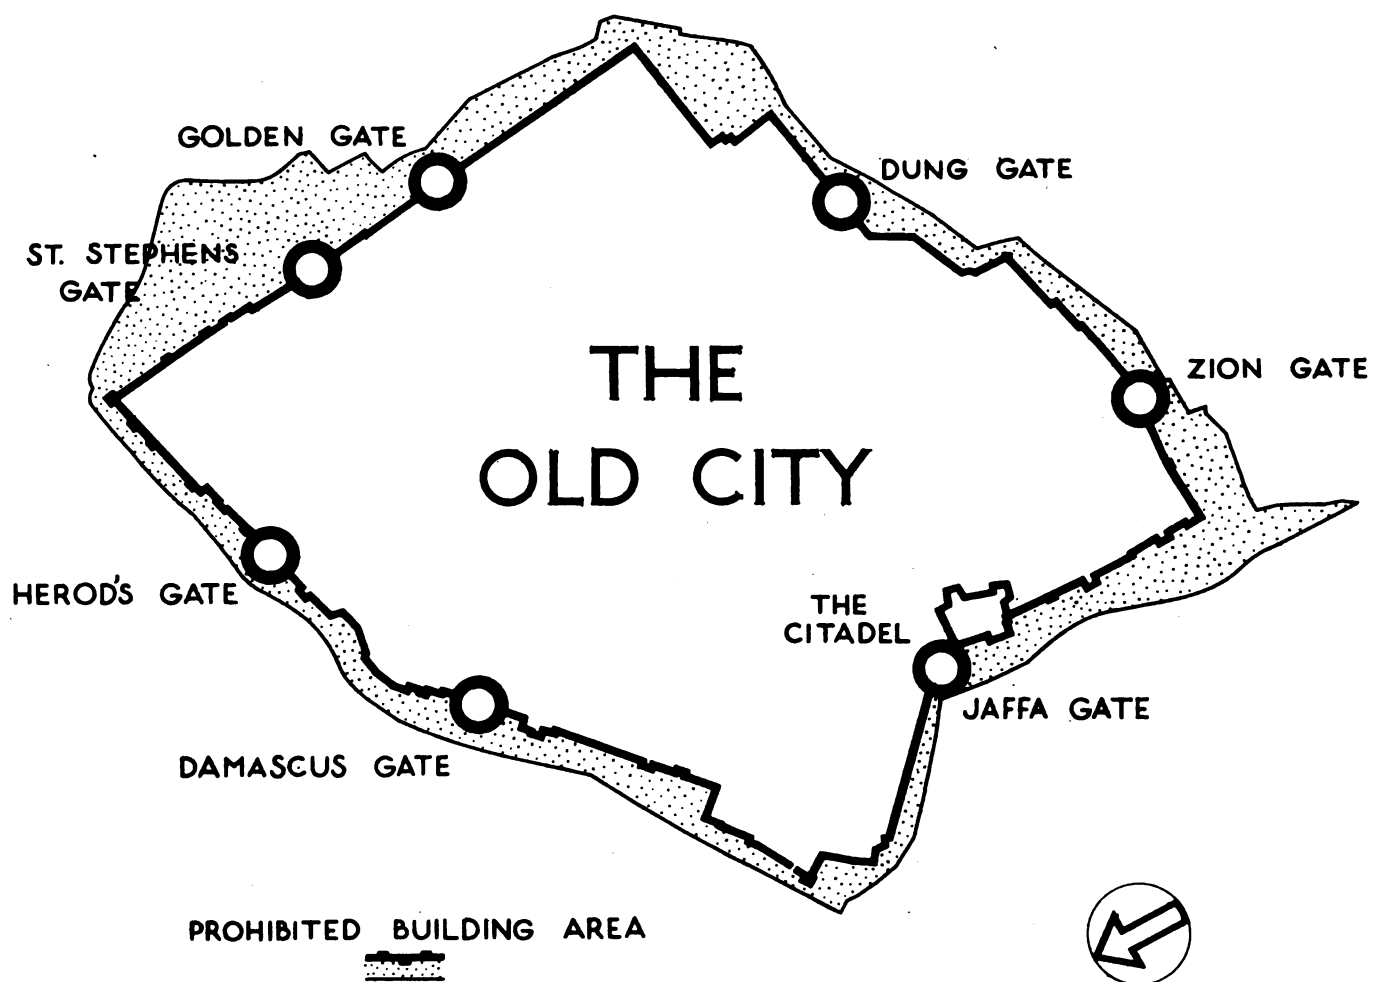 GOLDEN GATE
DUNG GATE
ST. STEPHENS
GATE
ZION GATE
THE
OLD CITY
HEROD'S GATE
THE
CITADEL
JAFFA GATE
DAMASCUS GATE
PROHIBITED BUILDING AREA